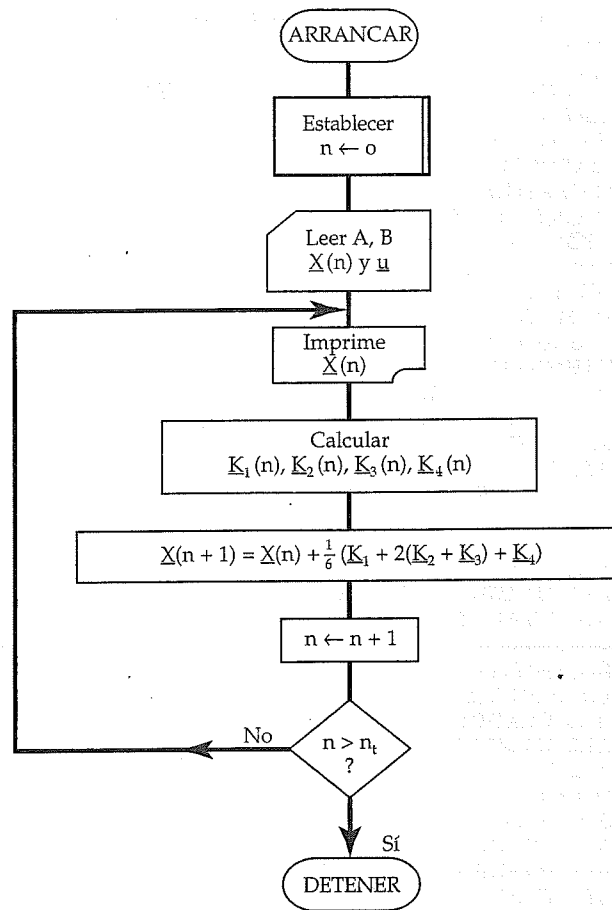 ARRANCAR
Establecer
n ← o
Leer A, B
X(n) y u
Imprime
X(n)
Calcular
K₁(n), K₂(n), K₃(n), K₄(n)
X(n + 1) = X(n) + 1/6 (K₁ + 2(K₂ + K₃) + K₄)
n ← n + 1
No
n > nₜ
?
Sí
DETENER